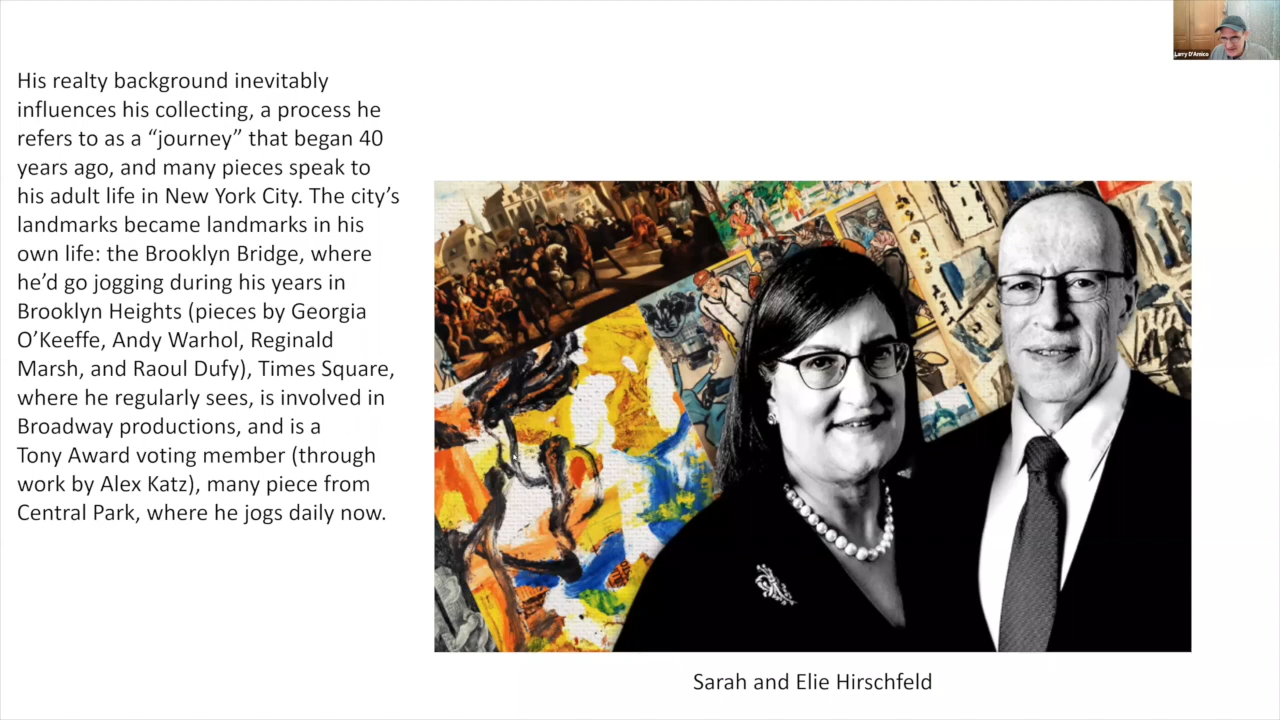 Larry D'Amico
His realty background inevitably
influences his collecting, a process he
refers to as a “journey” that began 40
years ago, and many pieces speak to
his adult life in New York City. The city’s
landmarks became landmarks in his
own life: the Brooklyn Bridge, where
he’d go jogging during his years in
Brooklyn Heights (pieces by Georgia
O’Keeffe, Andy Warhol, Reginald
Marsh, and Raoul Dufy), Times Square,
where he regularly sees, is involved in
Broadway productions, and is a
Tony Award voting member (through
work by Alex Katz), many piece from
Central Park, where he jogs daily now.
Sarah and Elie Hirschfeld